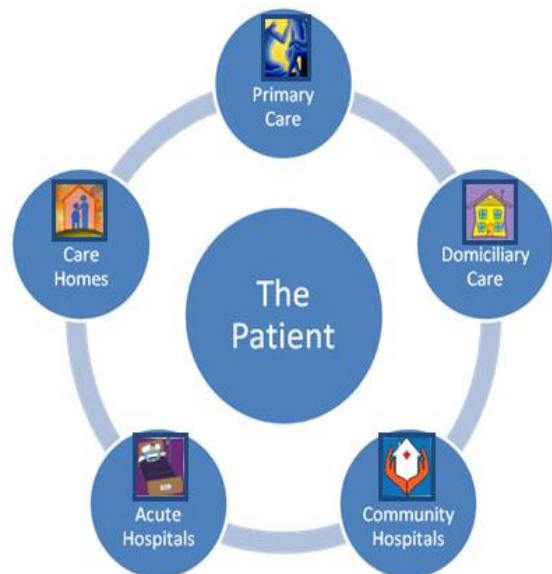 Primary
Care
Care
Homes
Domiciliary
Care
The
Patient
Acute
Hospitals
Community
Hospitals